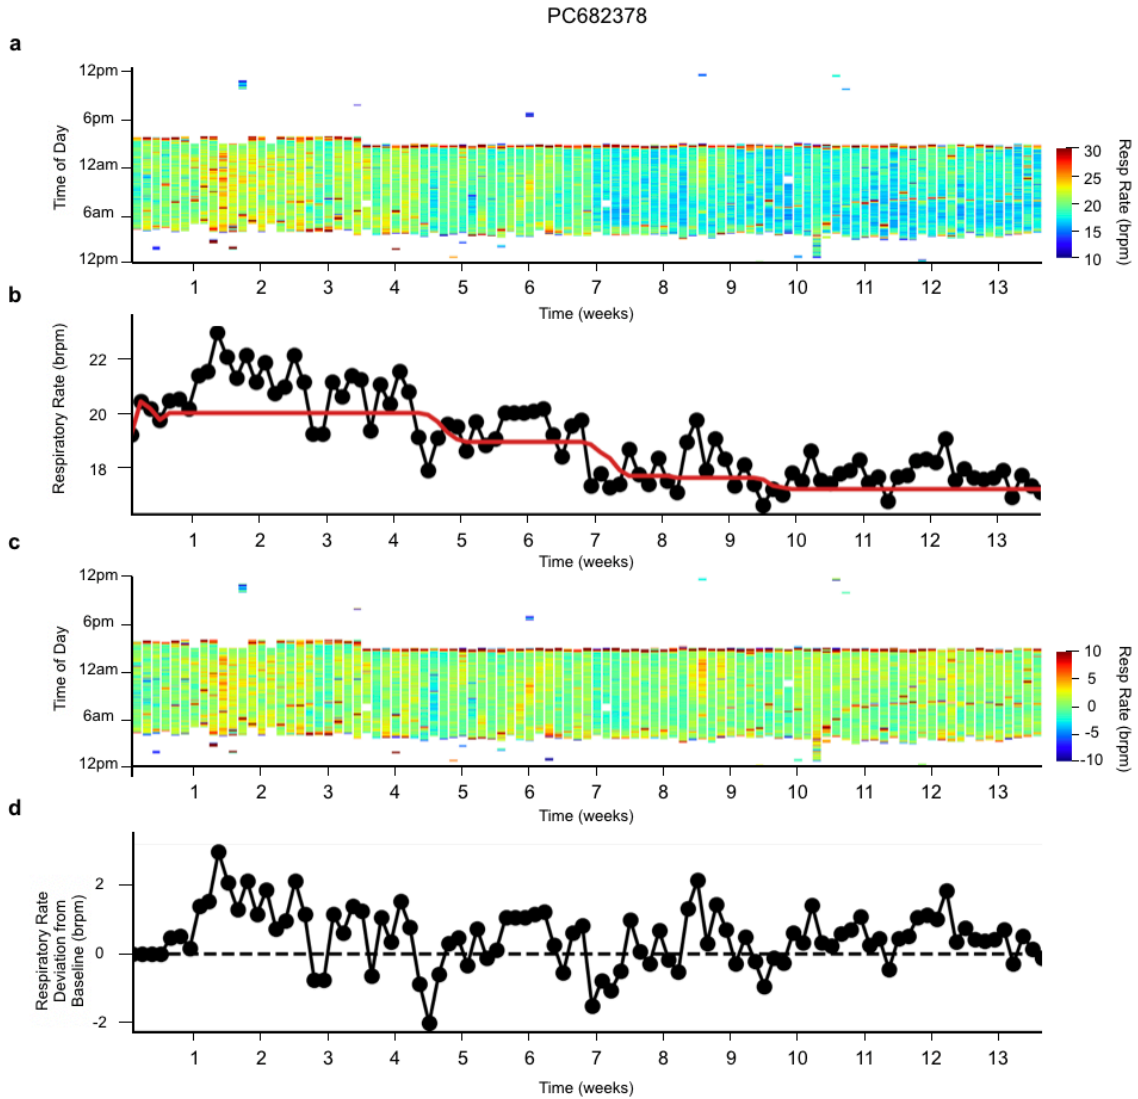 PC682378
a
12pm
6pm
12am
6am
12pm
Time of Day
30
25
20
15
10
Resp Rate (brpm)
1 2 3 4 5 6 7 8 9 10 11 12 13
Time (weeks)
b
22
20
18
Respiratory Rate (brpm)
1 2 3 4 5 6 7 8 9 10 11 12 13
Time (weeks)
c
12pm
6pm
12am
6am
12pm
Time of Day
10
5
0
-5
-10
Resp Rate (brpm)
1 2 3 4 5 6 7 8 9 10 11 12 13
Time (weeks)
d
2
0
-2
Respiratory Rate
Deviation from
Baseline (brpm)
1 2 3 4 5 6 7 8 9 10 11 12 13
Time (weeks)